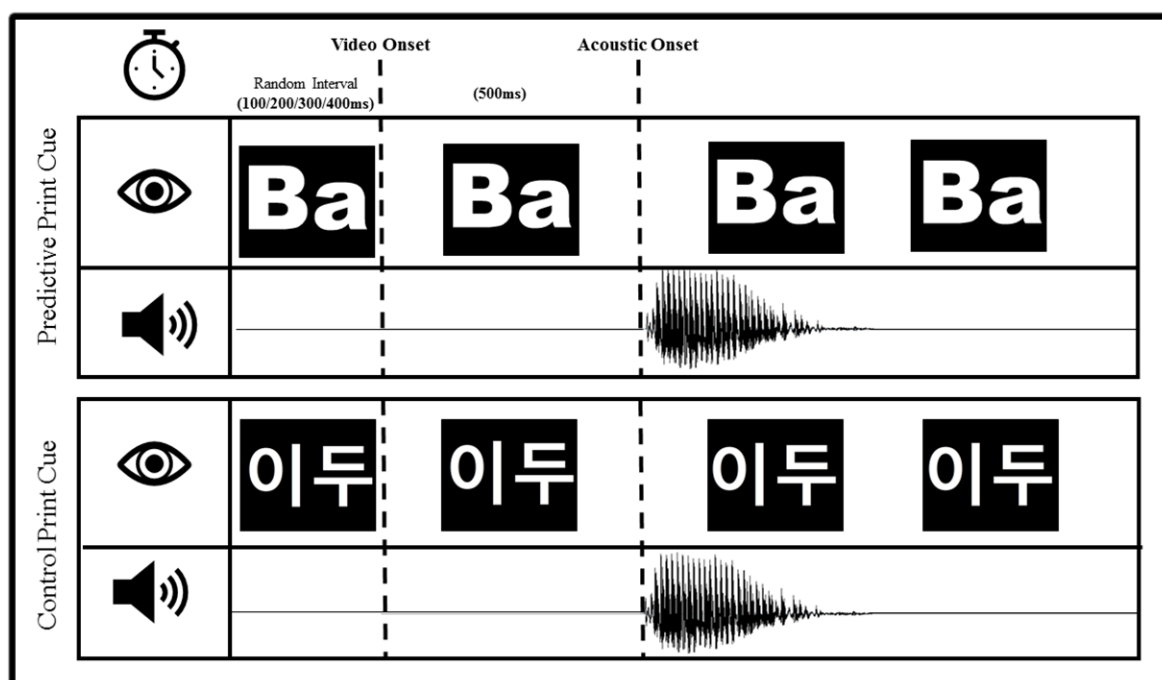 Video Onset
Acoustic Onset
Random Interval
(100/200/300/400ms)
(500ms)
Predictive Print Cue
Ba
Ba
Ba
Ba
Control Print Cue
이두
이두
이두
이두